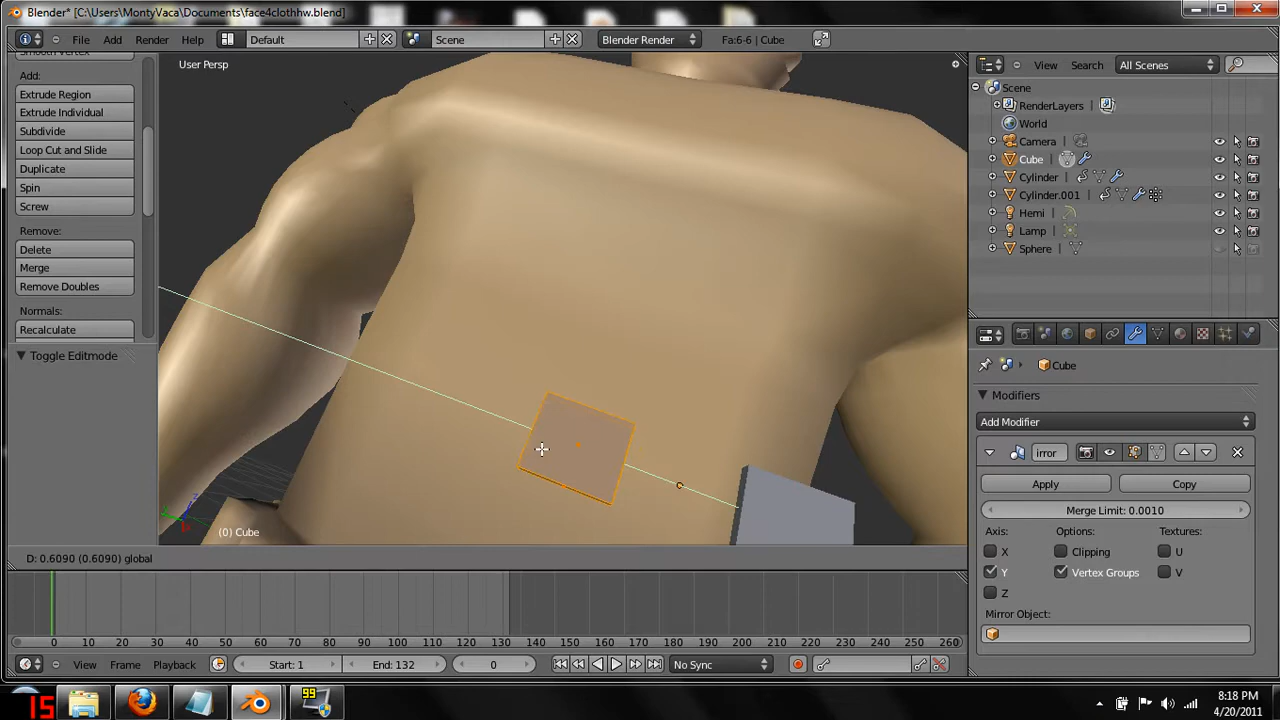 Blender* [C:\Users\MontyVaca\Documents\face4clothhw.blend]
File Add Render Help Default Scene Blender Render Fa:6-6 | Cube
User Persp
Add:
Extrude Region
Extrude Individual
Subdivide
Loop Cut and Slide
Duplicate
Spin
Screw
Remove:
Delete
Merge
Remove Doubles
Normals:
Recalculate
Toggle Editmode
(0) Cube
D: 0.6090 (0.6090) global
0 10 20 30 40 50 60 70 80 90 100 110 120 130 140 150 160 170 180 190 200 210 220 230 240 250 260
View Frame Playback Start: 1 End: 132 0 No Sync
View Search All Scenes
Scene
RenderLayers
World
Camera
Cube
Cylinder
Cylinder.001
Hemi
Lamp
Sphere
Cube
Modifiers
Add Modifier
irror
Apply Copy
Merge Limit: 0.0010
Axis: Options: Textures:
X Clipping U
Y Vertex Groups V
Z
Mirror Object:
15
99
8:18 PM
4/20/2011